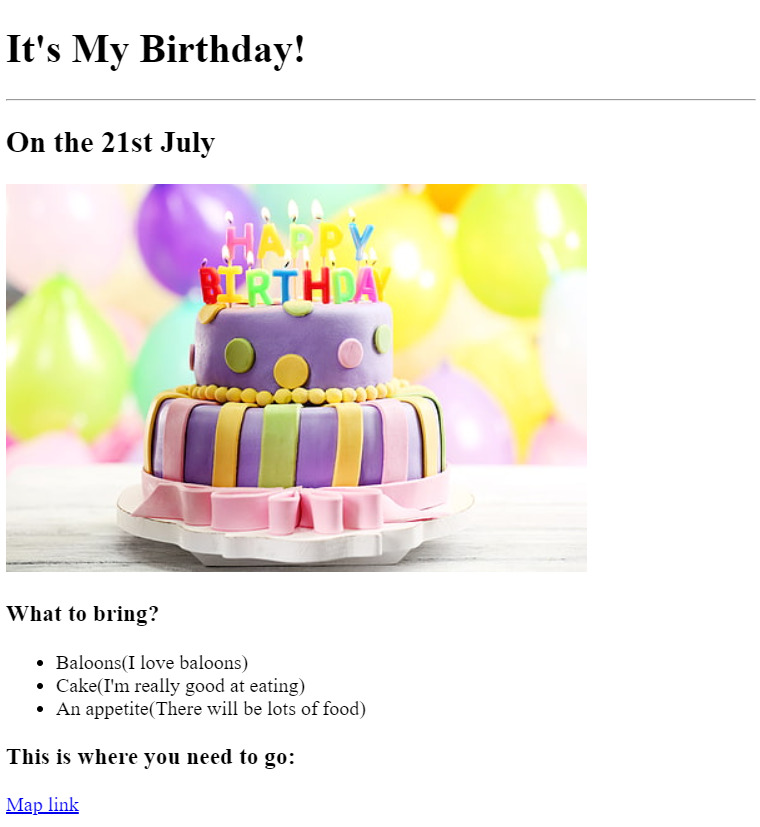 It's My Birthday!
On the 21st July
HAPPY
BIRTHDAY
What to bring?
Baloons(I love baloons)
Cake(I'm really good at eating)
An appetite(There will be lots of food)
This is where you need to go:
Map link